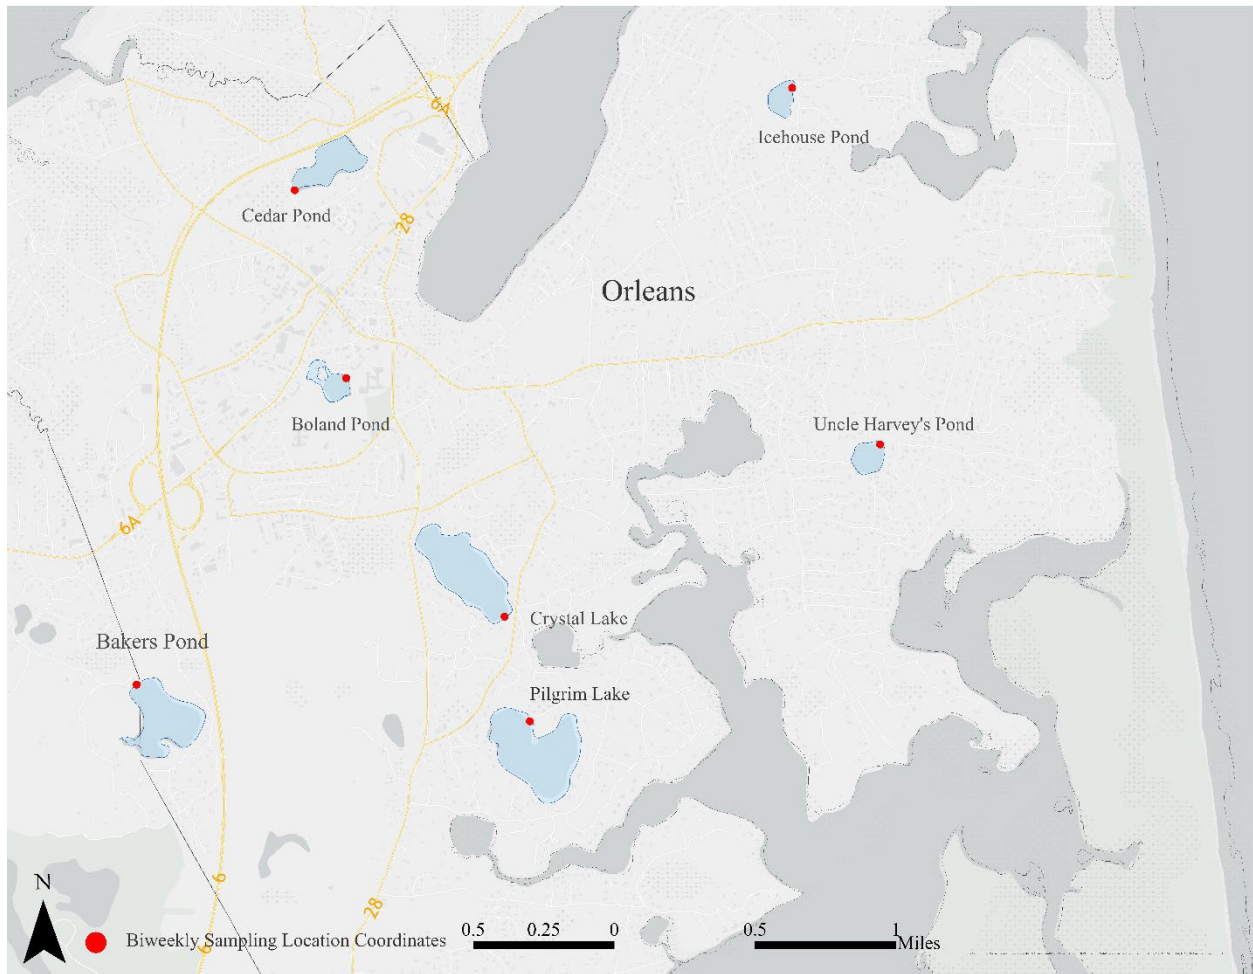 6A
Icehouse Pond
Cedar Pond
28
Orleans
Boland Pond
Uncle Harvey's Pond
6A
Crystal Lake
Bakers Pond
Pilgrim Lake
N
6
28
6
Biweekly Sampling Location Coordinates
0.5 0.25 0 0.5 1 Miles